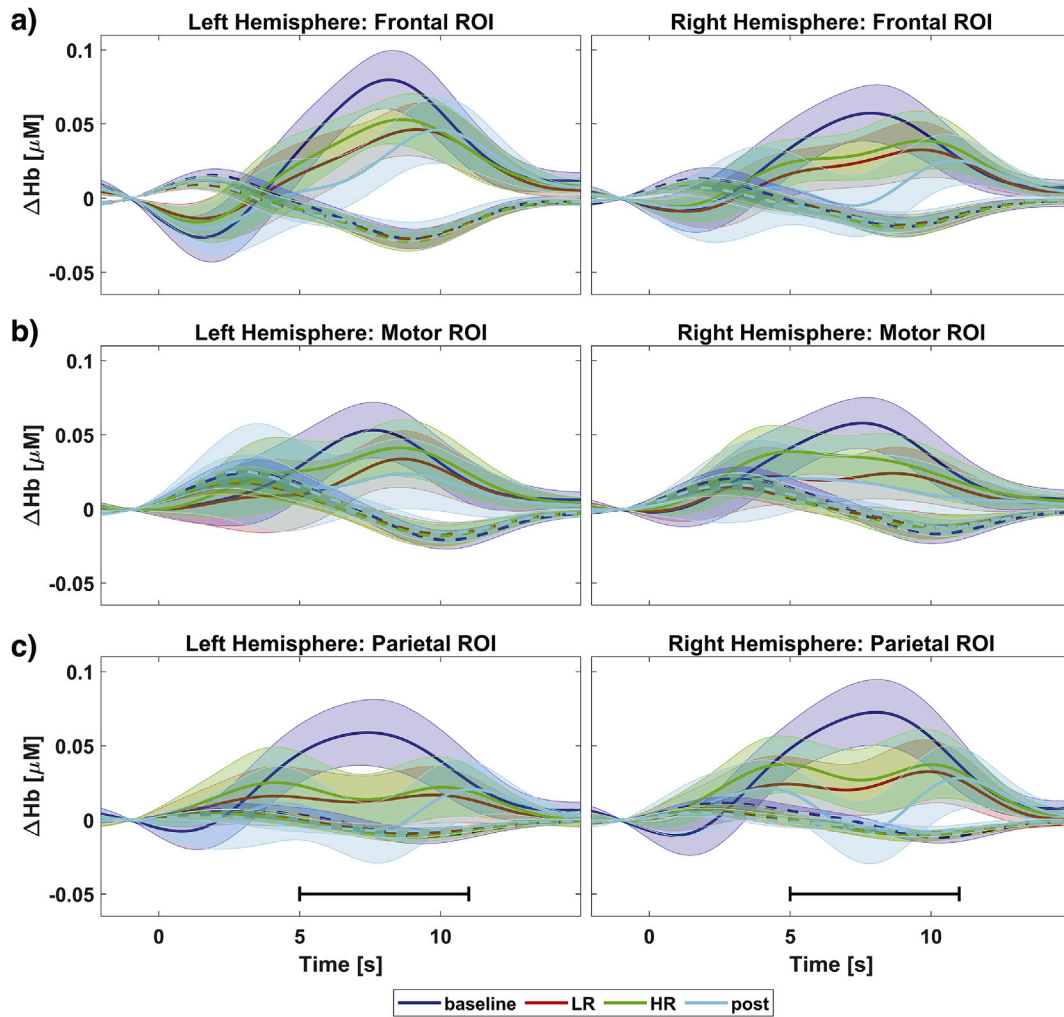 a)
Left Hemisphere: Frontal ROI
Right Hemisphere: Frontal ROI
0.1
0.05
0
-0.05
ΔHb [μM]
b)
Left Hemisphere: Motor ROI
Right Hemisphere: Motor ROI
0.1
0.05
0
-0.05
ΔHb [μM]
c)
Left Hemisphere: Parietal ROI
Right Hemisphere: Parietal ROI
0.1
0.05
0
-0.05
ΔHb [μM]
0 5 10
0 5 10
Time [s]
Time [s]
baseline LR HR post